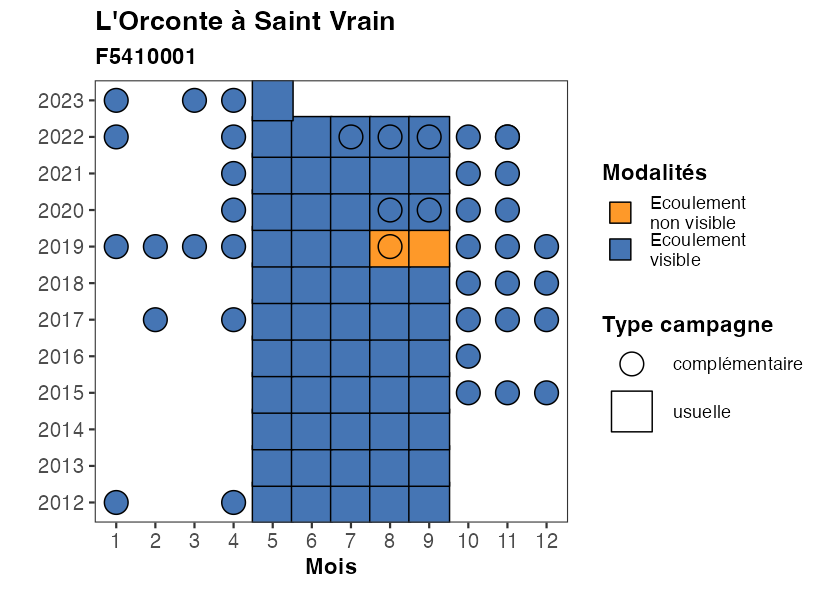 L'Orconte à Saint Vrain
F5410001
2023
2022
2021
2020
2019
2018
2017
2016
2015
2014
2013
2012
1 2 3 4 5 6 7 8 9 10 11 12
Mois
Modalités
Ecoulement
non visible
Ecoulement
visible
Type campagne
complémentaire
usuelle